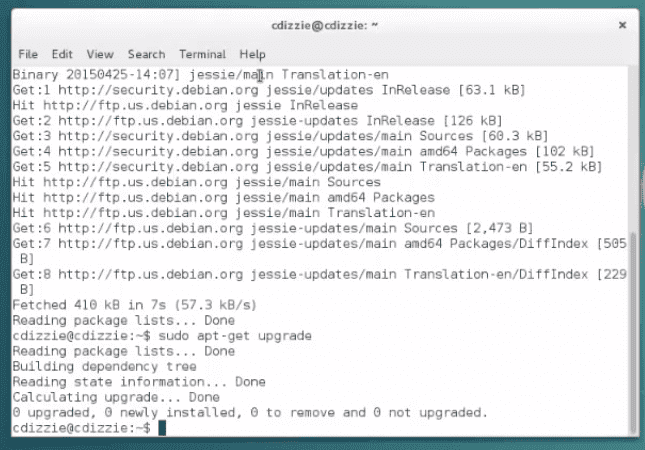 cdizzie@cdizzie: ~
File Edit View Search Terminal Help
Binary 20150425-14:07] jessie/main Translation-en
Get:1 http://security.debian.org jessie/updates InRelease [63.1 kB]
Hit http://ftp.us.debian.org jessie InRelease
Get:2 http://ftp.us.debian.org jessie-updates InRelease [126 kB]
Get:3 http://security.debian.org jessie/updates/main Sources [60.3 kB]
Get:4 http://security.debian.org jessie/updates/main amd64 Packages [102 kB]
Get:5 http://security.debian.org jessie/updates/main Translation-en [55.2 kB]
Hit http://ftp.us.debian.org jessie/main Sources
Hit http://ftp.us.debian.org jessie/main amd64 Packages
Hit http://ftp.us.debian.org jessie/main Translation-en
Get:6 http://ftp.us.debian.org jessie-updates/main Sources [2,473 B]
Get:7 http://ftp.us.debian.org jessie-updates/main amd64 Packages/DiffIndex [505
B]
Get:8 http://ftp.us.debian.org jessie-updates/main Translation-en/DiffIndex [229
B]
Fetched 410 kB in 7s (57.3 kB/s)
Reading package lists... Done
cdizzie@cdizzie:~$ sudo apt-get upgrade
Reading package lists... Done
Building dependency tree
Reading state information... Done
Calculating upgrade... Done
0 upgraded, 0 newly installed, 0 to remove and 0 not upgraded.
cdizzie@cdizzie:~$